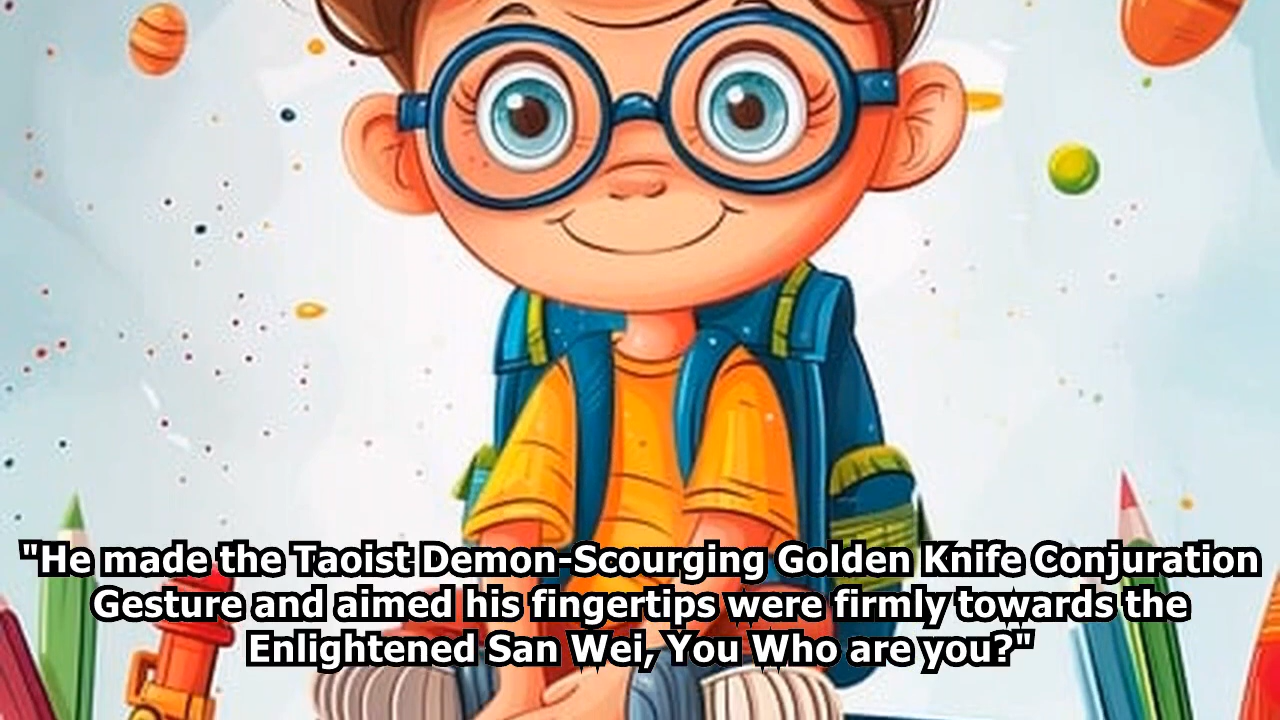 "He made the Taoist Demon-Scourging Golden Knife Conjuration
Gesture and aimed his fingertips were firmly towards the
Enlightened San Wei, You Who are you?"